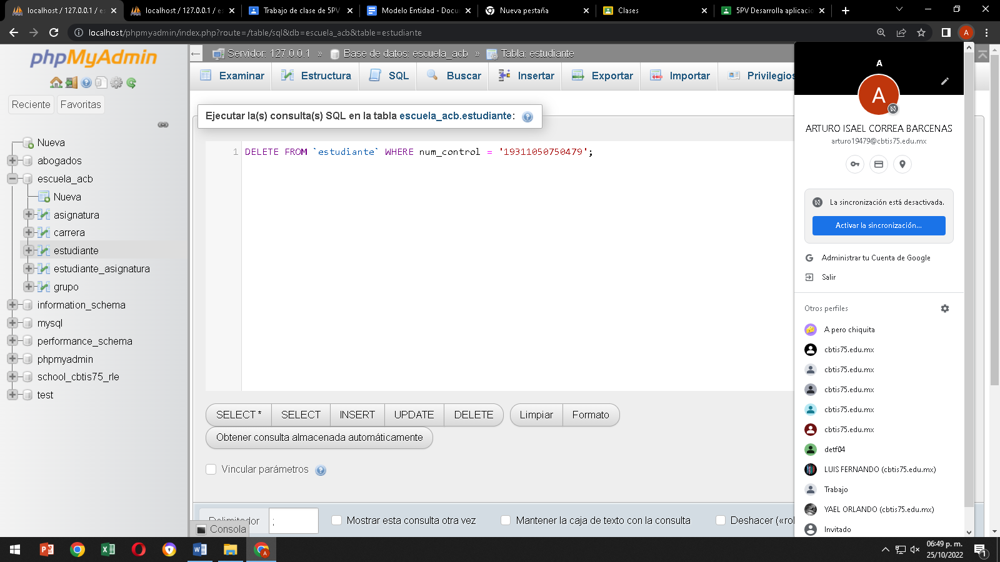 localhost / 127.0.0.1 / es
localhost / 127.0.0.1 / es
Trabajo de clase de 5PV
Modelo Entidad - Docu
Nueva pestaña
Clases
5PV Desarrolla aplicacio
localhost/phpmyadmin/index.php?route=/table/sql&db=escuela_acb&table=estudiante
A
phpMyAdmin
Reciente
Favoritas
Nueva
abogados
escuela_acb
Nueva
asignatura
carrera
estudiante
estudiante_asignatura
grupo
information_schema
mysql
performance_schema
phpmyadmin
school_cbtis75_rle
test
Servidor: 127.0.0.1 » Base de datos: escuela_acb » Tabla: estudiante
Examinar
Estructura
SQL
Buscar
Insertar
Exportar
Importar
Privilegios
Ejecutar la(s) consulta(s) SQL en la tabla escuela_acb.estudiante:
1 DELETE FROM `estudiante` WHERE num_control = '19311050750479';
SELECT *
SELECT
INSERT
UPDATE
DELETE
Limpiar
Formato
Obtener consulta almacenada automáticamente
Vincular parámetros
Delimitador
;
Mostrar esta consulta otra vez
Mantener la caja de texto con la consulta
Deshacer («rol
Consola
A
A
ARTURO ISAEL CORREA BARCENAS
arturo19479@cbtis75.edu.mx
La sincronización está desactivada.
Activar la sincronización...
Administrar tu Cuenta de Google
Salir
Otros perfiles
A pero chiquita
cbtis75.edu.mx
cbtis75.edu.mx
cbtis75.edu.mx
cbtis75.edu.mx
cbtis75.edu.mx
detf04
LUIS FERNANDO (cbtis75.edu.mx)
Trabajo
YAEL ORLANDO (cbtis75.edu.mx)
Invitado
06:49 p. m.
25/10/2022
1